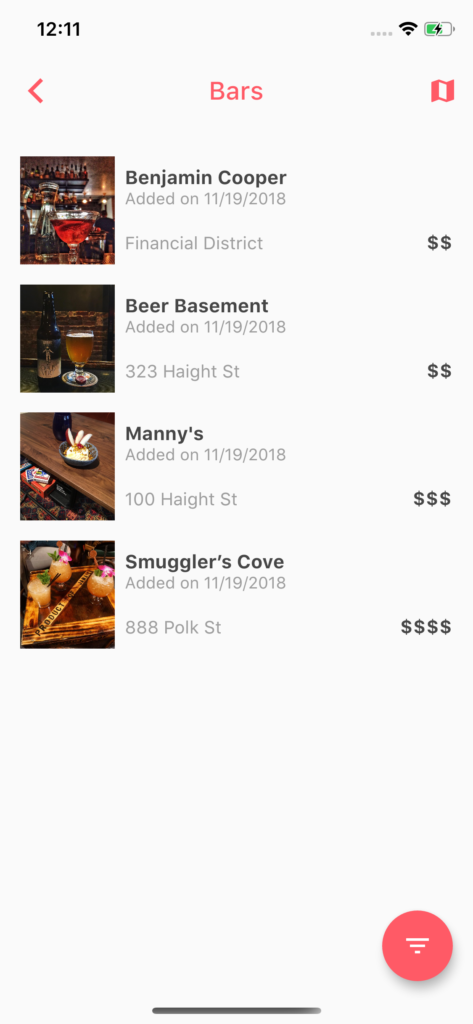 12:11
Bars
Benjamin Cooper
Added on 11/19/2018
Financial District $$
Beer Basement
Added on 11/19/2018
323 Haight St $$
Manny's
Added on 11/19/2018
100 Haight St $$$
Smuggler’s Cove
Added on 11/19/2018
888 Polk St $$$$
PRODUCT OF